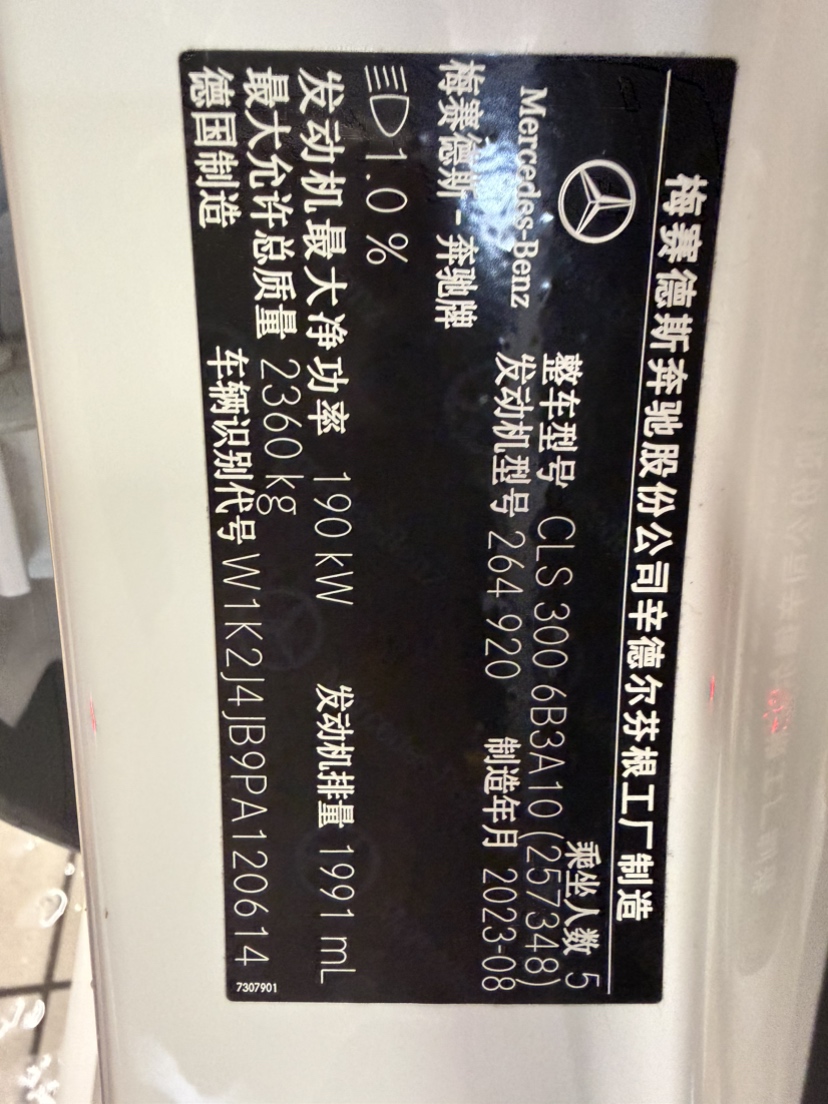 梅赛德斯奔驰股份公司辛德尔芬根工厂制造
乘坐人数 5
整车型号 CLS 300 6B3A10 (257348)
Mercedes-Benz
发动机型号 264 920 制造年月 2023-08
梅赛德斯-奔驰牌
1.0 %
发动机最大净功率 190 kW 发动机排量 1991 mL
最大允许总质量 2360 kg
德国制造 车辆识别代号 W1K2J4JB9PA120614
7307901